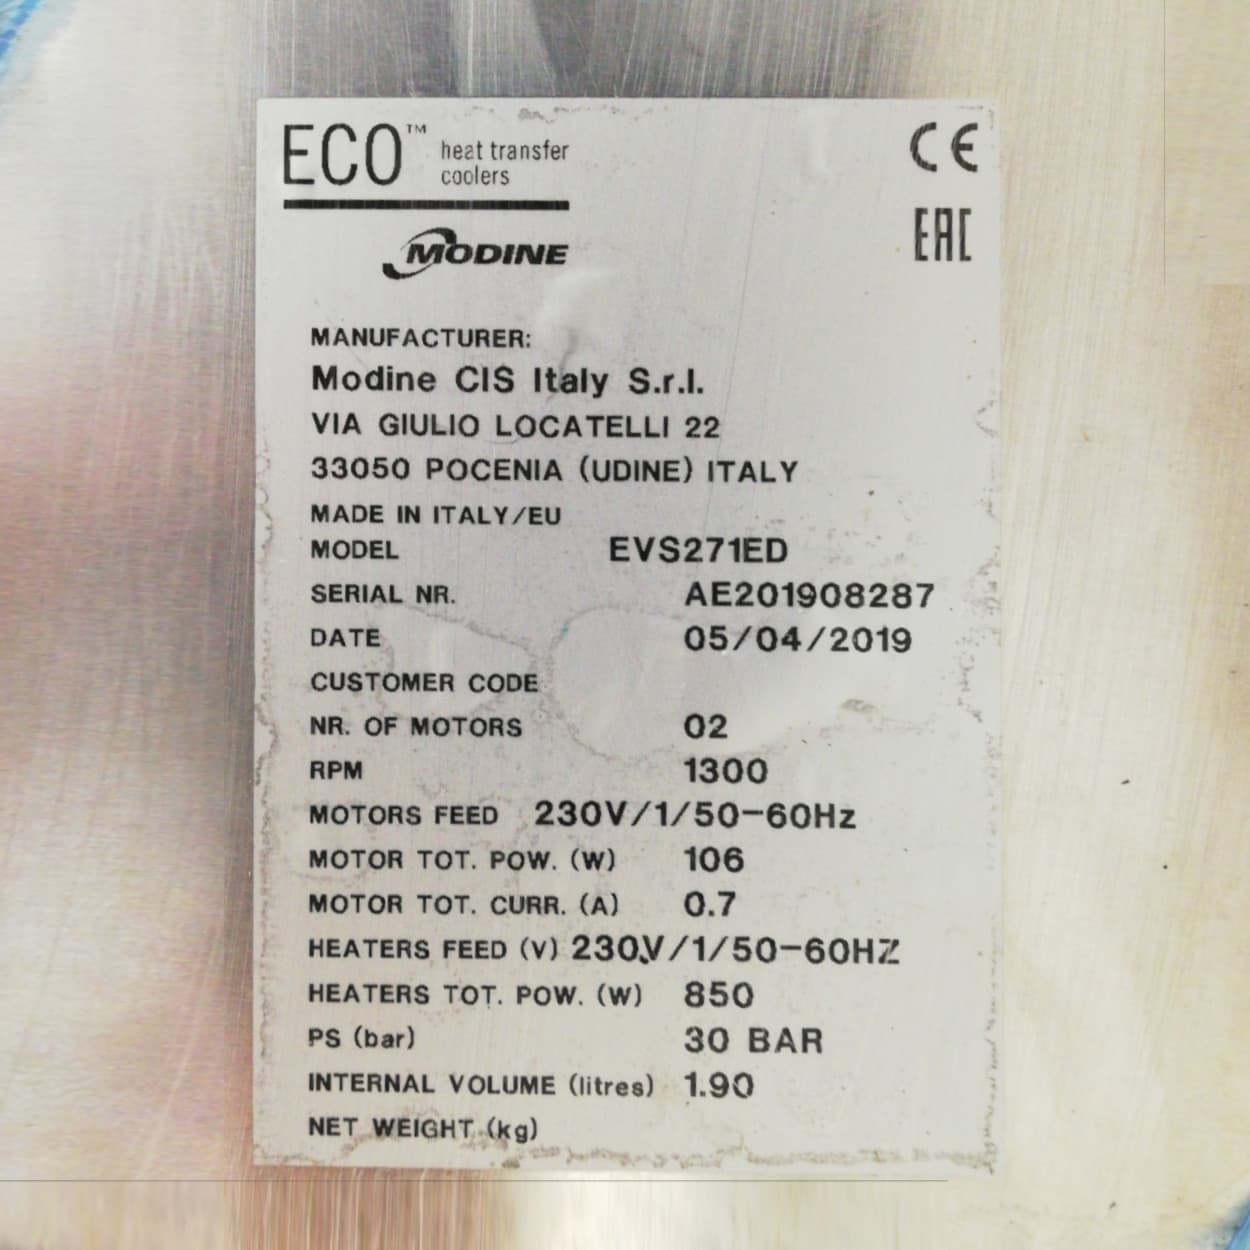 ECO™ heat transfer
coolers
CE
EAC
MODINE
MANUFACTURER:
Modine CIS Italy S.r.l.
VIA GIULIO LOCATELLI 22
33050 POCENIA (UDINE) ITALY
MADE IN ITALY/EU
MODEL EVS271ED
SERIAL NR. AE201908287
DATE 05/04/2019
CUSTOMER CODE
NR. OF MOTORS 02
RPM 1300
MOTORS FEED 230V/1/50-60Hz
MOTOR TOT. POW. (W) 106
MOTOR TOT. CURR. (A) 0.7
HEATERS FEED (V) 230V/1/50-60HZ
HEATERS TOT. POW. (W) 850
PS (bar) 30 BAR
INTERNAL VOLUME (litres) 1.90
NET WEIGHT (kg)